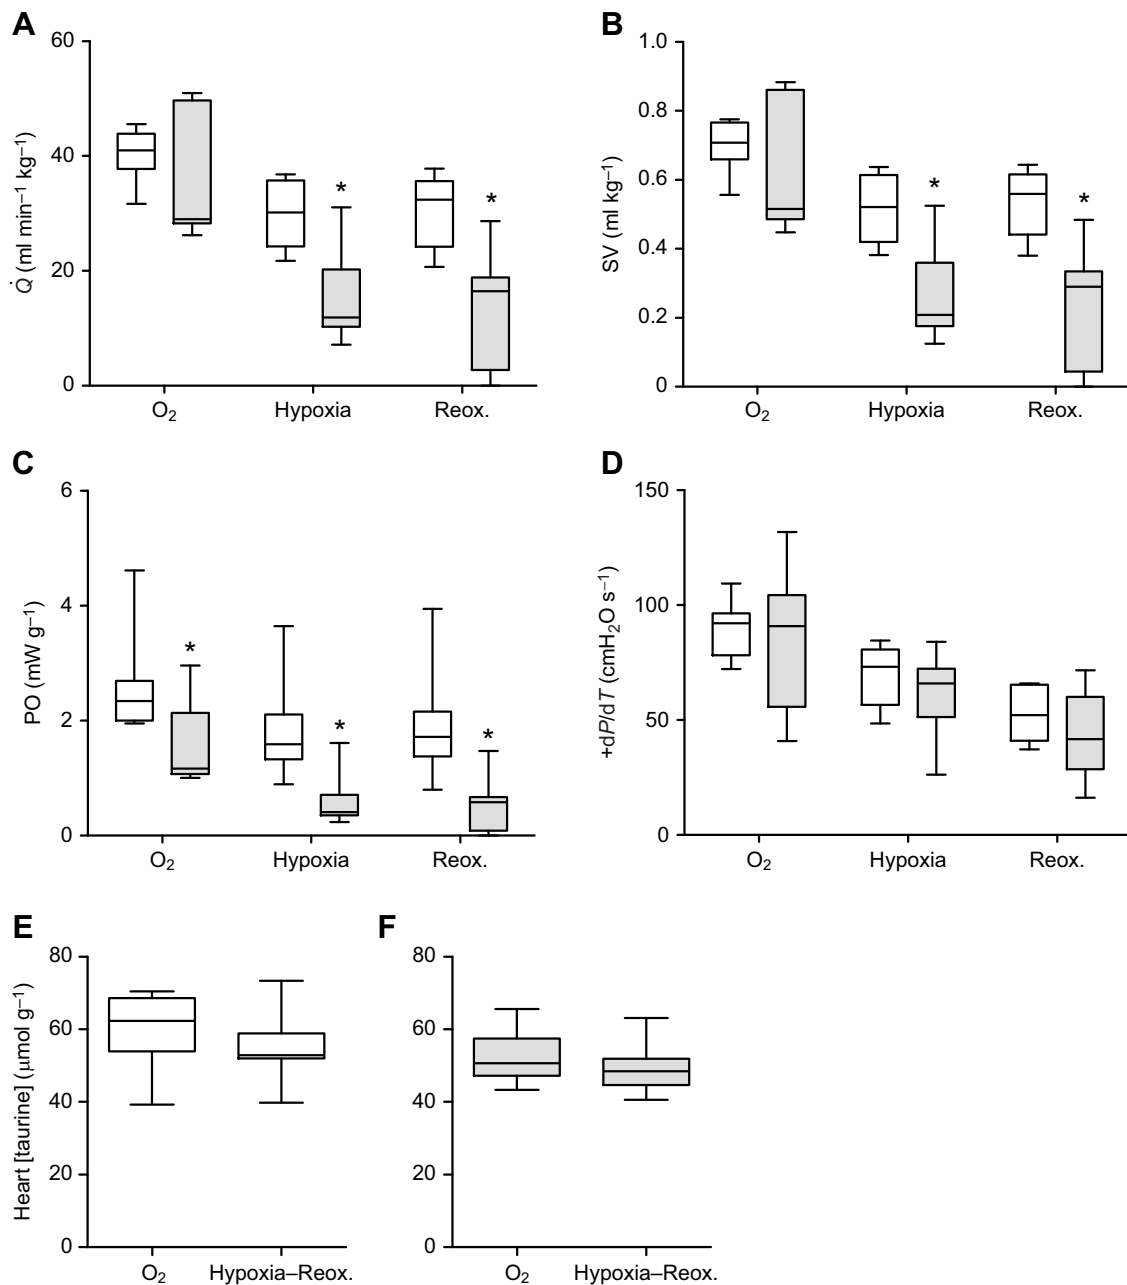 A
60
40
20
0
Q̇ (ml min⁻¹ kg⁻¹)
*
*
O₂
Hypoxia
Reox.
B
1.0
0.8
0.6
0.4
0.2
0
SV (ml kg⁻¹)
*
*
O₂
Hypoxia
Reox.
C
6
4
2
0
PO (mW g⁻¹)
*
*
*
O₂
Hypoxia
Reox.
D
150
100
50
0
+dP/dT (cmH₂O s⁻¹)
O₂
Hypoxia
Reox.
E
80
60
40
20
0
Heart [taurine] (μmol g⁻¹)
O₂
Hypoxia–Reox.
F
80
60
40
20
0
O₂
Hypoxia–Reox.